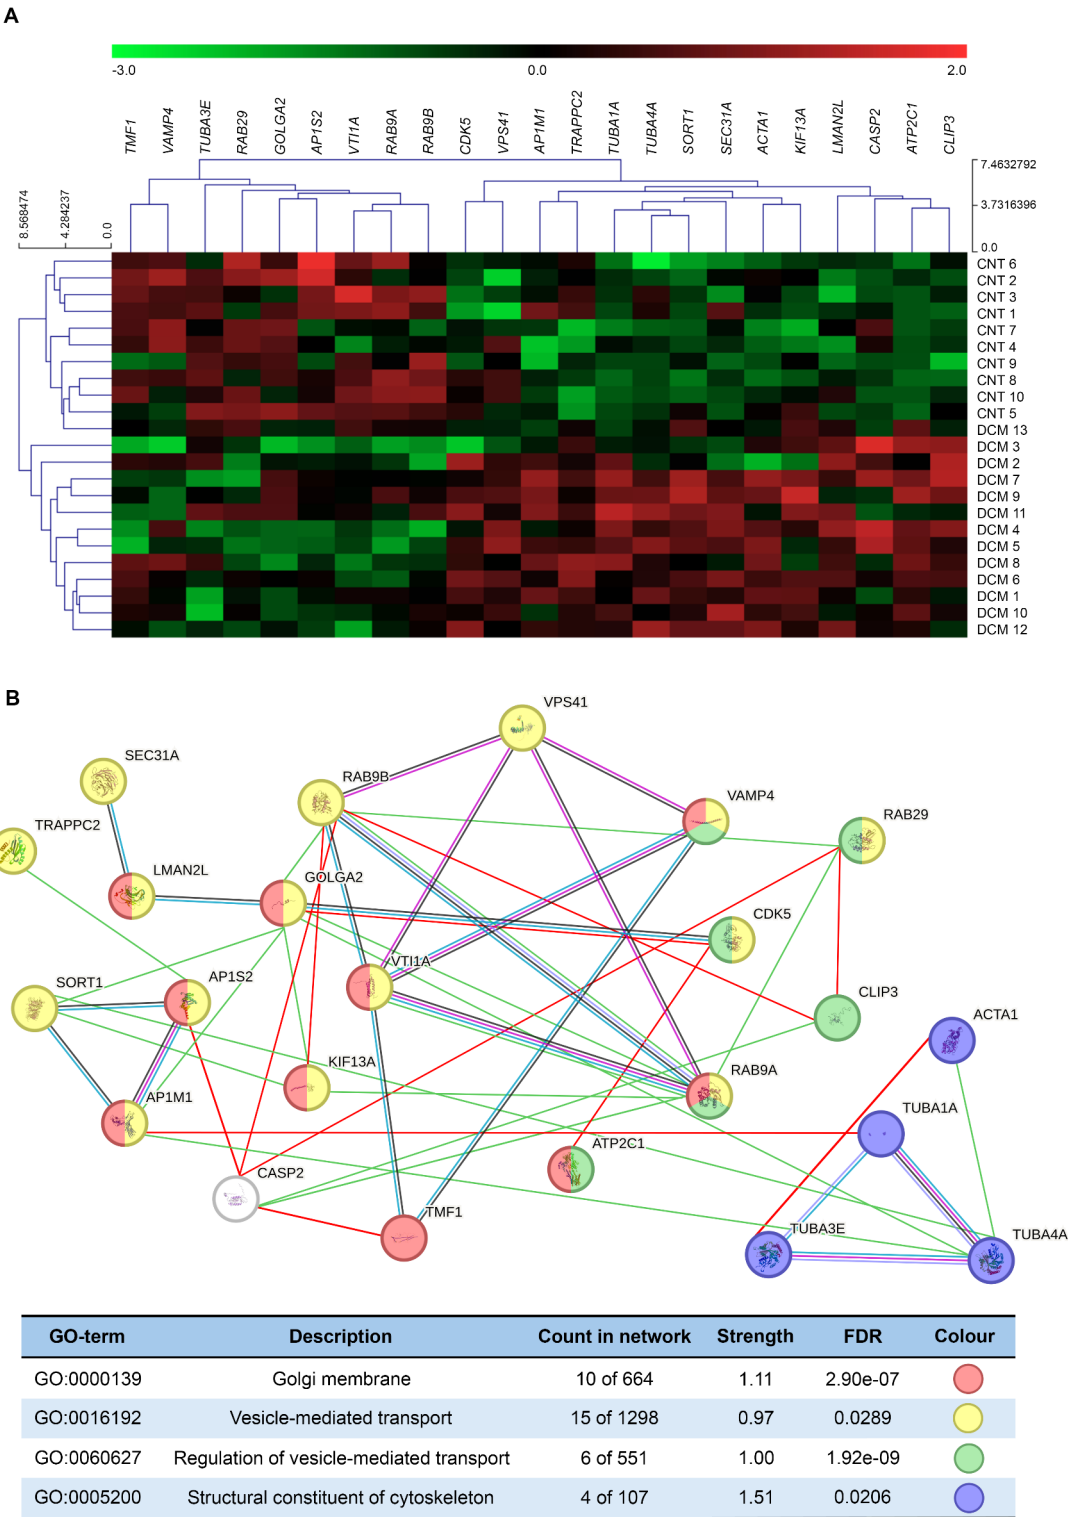 A
-3.0 0.0 2.0
TMF1 VAMP4 TUBA3E RAB29 GOLGA2 AP1S2 VTI1A RAB9A RAB9B CDK5 VPS41 AP1M1 TRAPPC2 TUBA1A TUBA4A SORT1 SEC31A ACTA1 KIF13A LMAN2L CASP2 ATP2C1 CLIP3
7.4632792
3.7316396
0.0
8.568474 4.284237 0.0
CNT 6
CNT 2
CNT 3
CNT 1
CNT 7
CNT 4
CNT 9
CNT 8
CNT 10
CNT 5
DCM 13
DCM 3
DCM 2
DCM 7
DCM 9
DCM 11
DCM 4
DCM 5
DCM 8
DCM 6
DCM 1
DCM 10
DCM 12
B
VPS41
SEC31A
RAB9B
VAMP4
RAB29
TRAPPC2
LMAN2L
GOLGA2
CDK5
VTI1A
SORT1
AP1S2
CLIP3
ACTA1
KIF13A
RAB9A
AP1M1
TUBA1A
ATP2C1
CASP2
TMF1
TUBA3E
TUBA4A
GO-term Description Count in network Strength FDR Colour
GO:0000139 Golgi membrane 10 of 664 1.11 2.90e-07
GO:0016192 Vesicle-mediated transport 15 of 1298 0.97 0.0289
GO:0060627 Regulation of vesicle-mediated transport 6 of 551 1.00 1.92e-09
GO:0005200 Structural constituent of cytoskeleton 4 of 107 1.51 0.0206